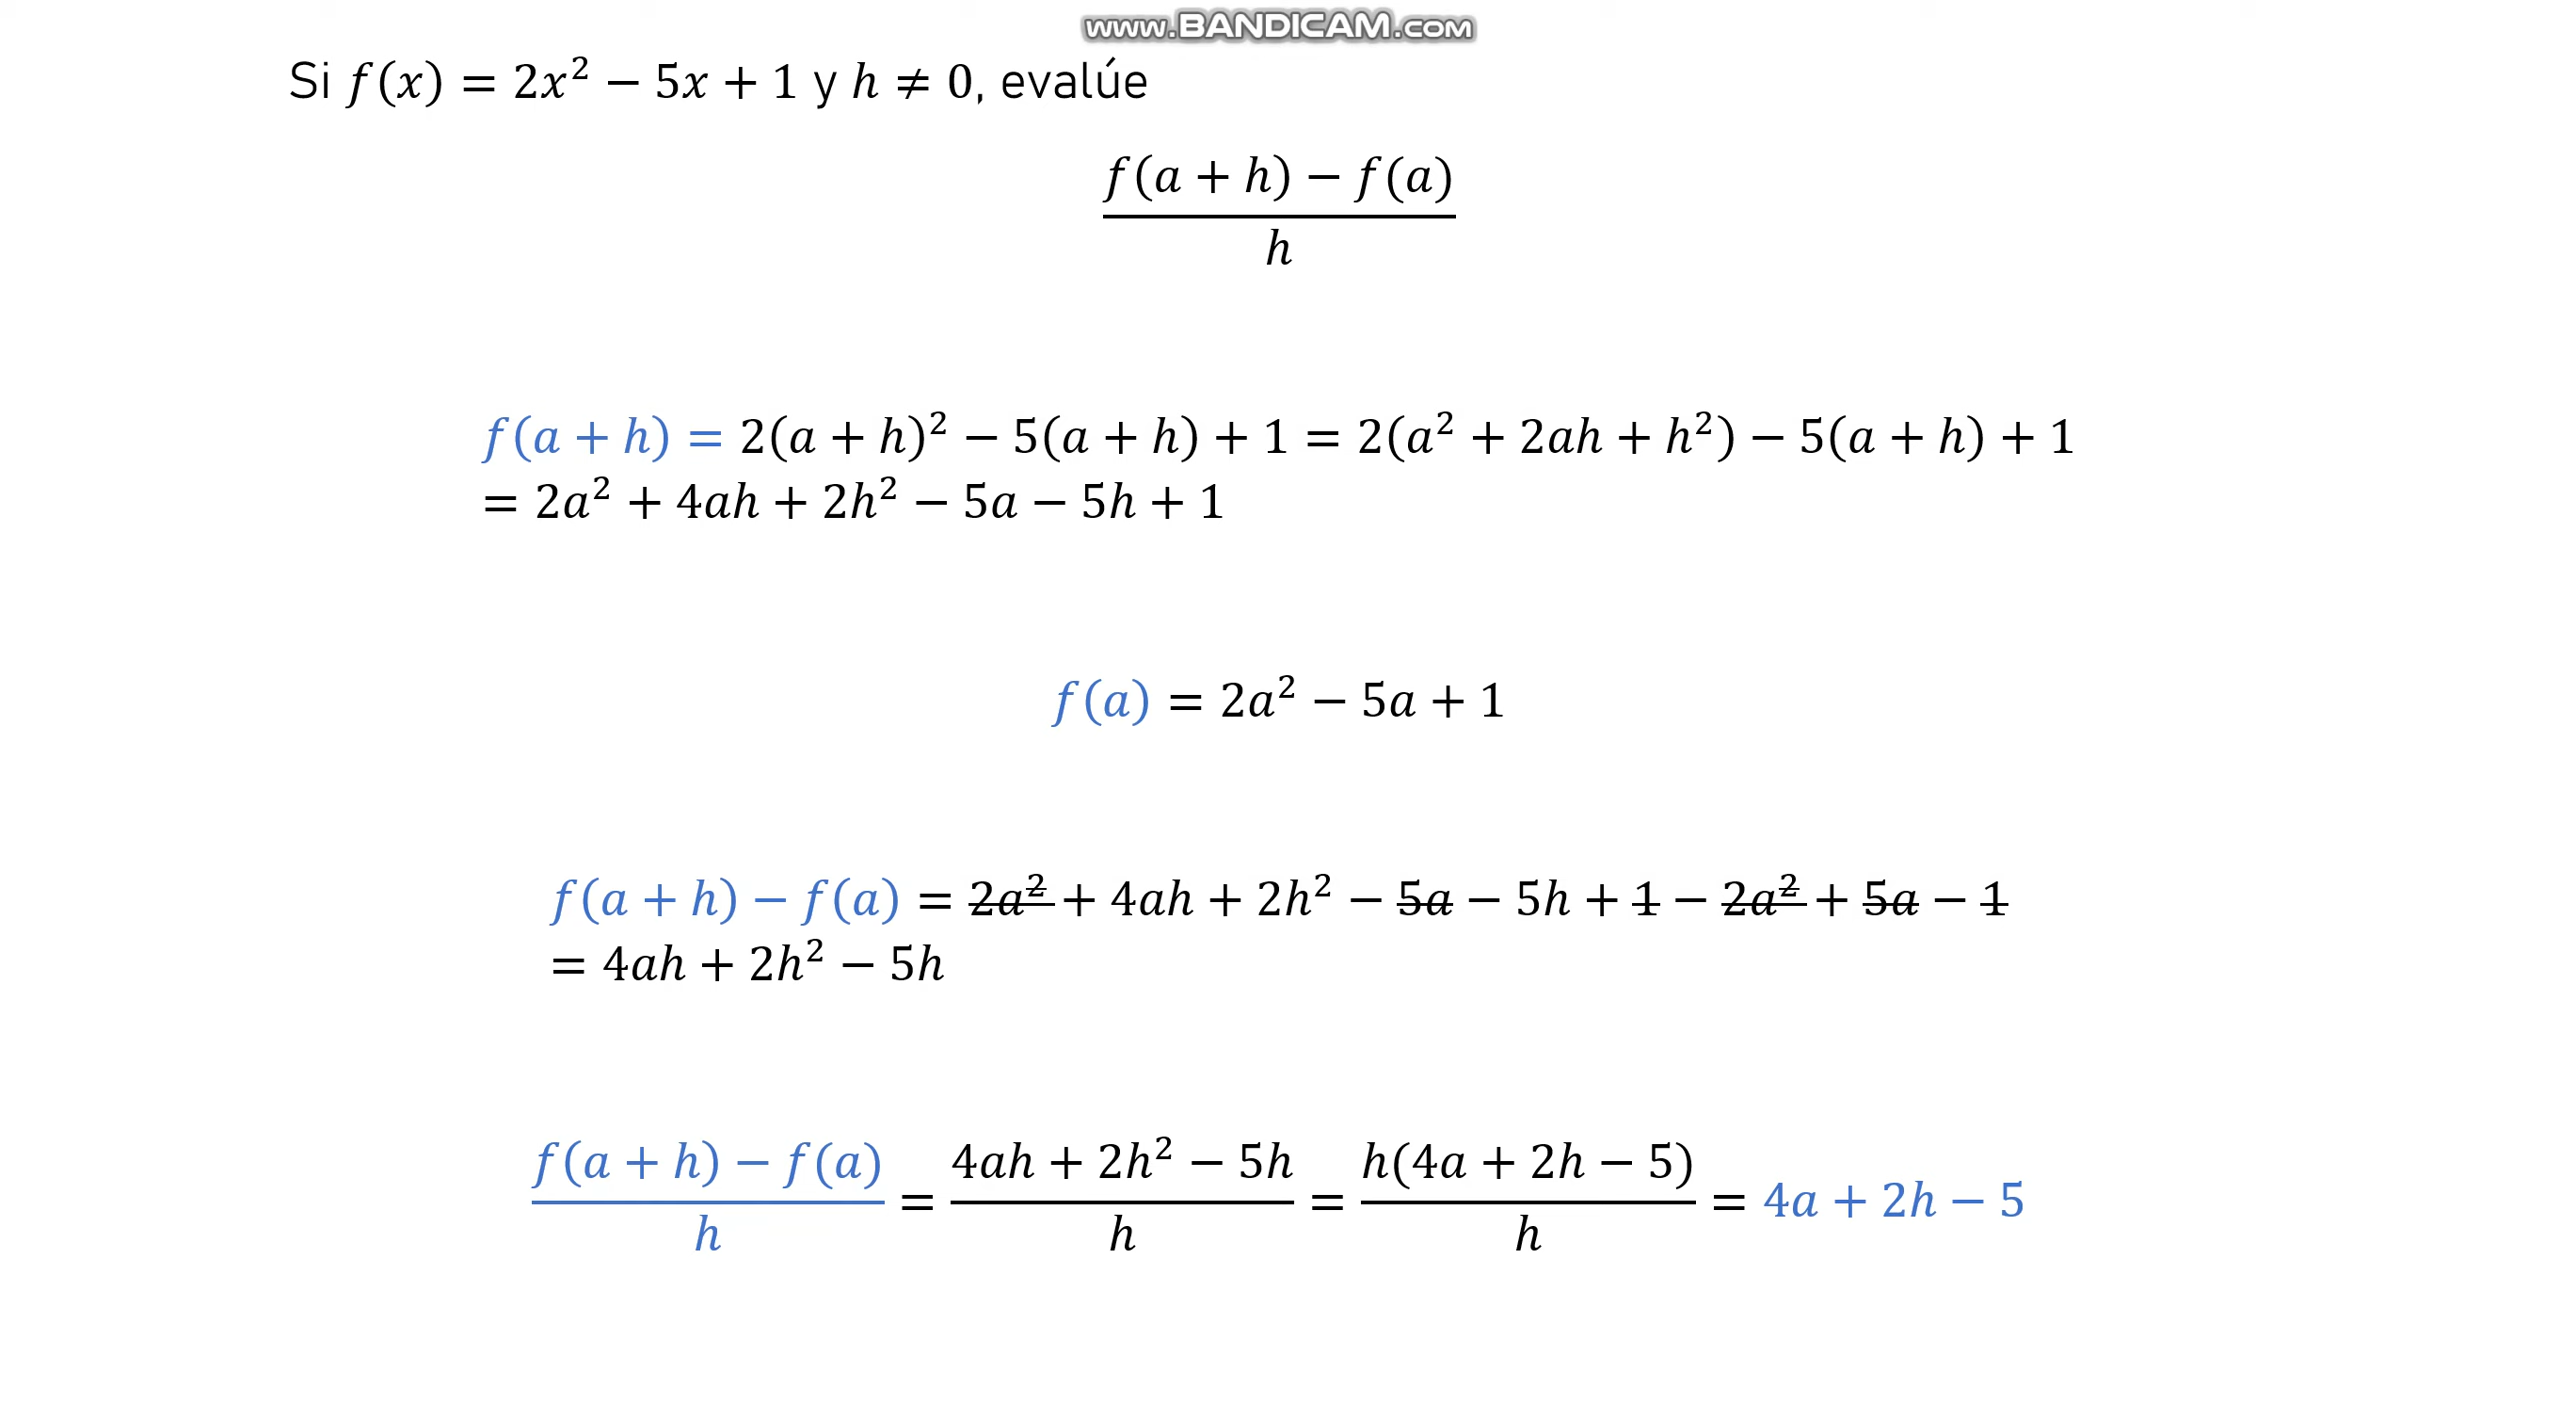 www.BANDICAM.com
Si f(x) = 2x² − 5x + 1 y h ≠ 0, evalúe
f(a + h) − f(a)
h
f(a + h) = 2(a + h)² − 5(a + h) + 1 = 2(a² + 2ah + h²) − 5(a + h) + 1
= 2a² + 4ah + 2h² − 5a − 5h + 1
f(a) = 2a² − 5a + 1
f(a + h) − f(a) = 2a² + 4ah + 2h² − 5a − 5h + 1 − 2a² + 5a − 1
= 4ah + 2h² − 5h
f(a + h) − f(a) / h = 4ah + 2h² − 5h / h = h(4a + 2h − 5) / h = 4a + 2h − 5